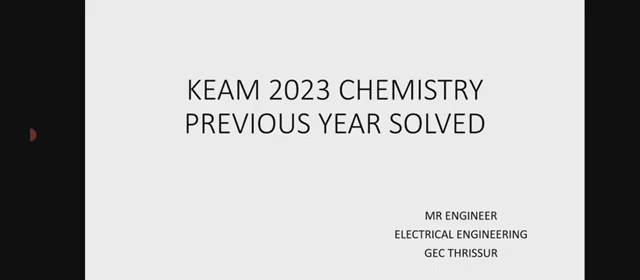 KEAM 2023 CHEMISTRY
PREVIOUS YEAR SOLVED
MR ENGINEER
ELECTRICAL ENGINEERING
GEC THRISSUR